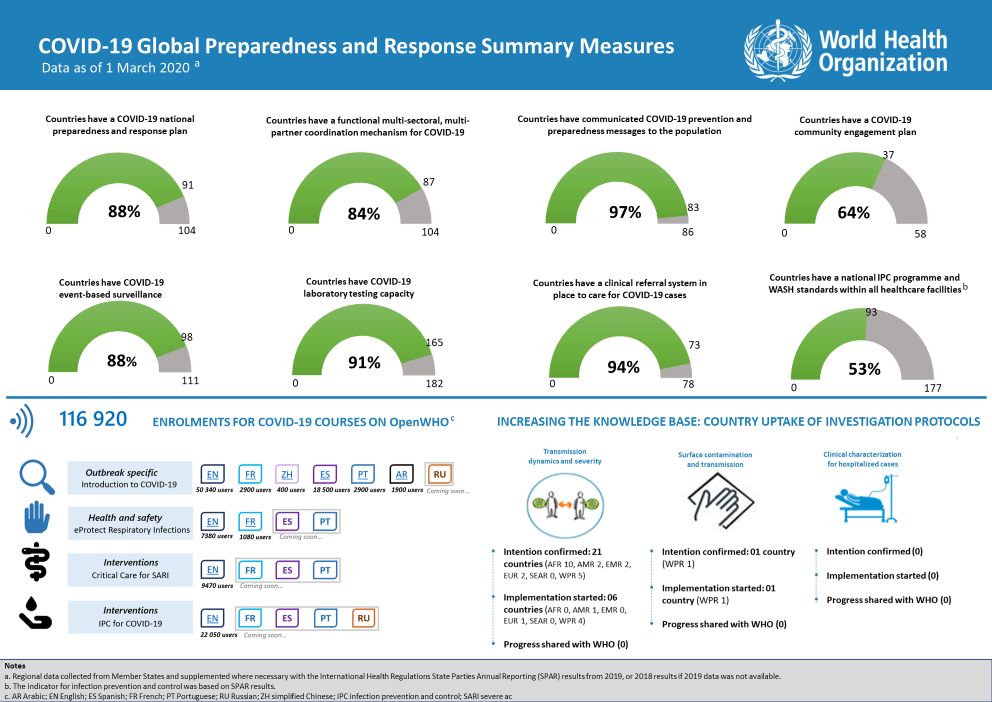 COVID-19 Global Preparedness and Response Summary Measures
Data as of 1 March 2020 a
World Health
Organization
Countries have a COVID-19 national
preparedness and response plan
88%
91
0
104
Countries have a functional multi-sectoral, multi-
partner coordination mechanism for COVID-19
84%
87
0
104
Countries have communicated COVID-19 prevention and
preparedness messages to the population
97%
83
0
86
Countries have a COVID-19
community engagement plan
64%
37
0
58
Countries have COVID-19
event-based surveillance
88%
98
0
111
Countries have COVID-19
laboratory testing capacity
91%
165
0
182
Countries have a clinical referral system in
place to care for COVID-19 cases
94%
73
0
78
Countries have a national IPC programme and
WASH standards within all healthcare facilities b
53%
93
0
177
116 920 ENROLMENTS FOR COVID-19 COURSES ON OpenWHO c
Outbreak specific
Introduction to COVID-19
EN FR ZH ES PT AR RU
50 340 users 2900 users 400 users 18 500 users 2900 users 1900 users Coming soon...
Health and safety
eProtect Respiratory Infections
EN FR ES PT
7380 users 1080 users Coming soon...
Interventions
Critical Care for SARI
EN FR ES PT
9470 users Coming soon...
Interventions
IPC for COVID-19
EN FR ES PT RU
22 050 users Coming soon...
INCREASING THE KNOWLEDGE BASE: COUNTRY UPTAKE OF INVESTIGATION PROTOCOLS
Transmission
dynamics and severity
• Intention confirmed: 21
countries (AFR 10, AMR 2, EMR 2,
EUR 2, SEAR 0, WPR 5)
• Implementation started: 06
countries (AFR 0, AMR 1, EMR 0,
EUR 1, SEAR 0, WPR 4)
• Progress shared with WHO (0)
Surface contamination
and transmission
• Intention confirmed: 01 country
(WPR 1)
• Implementation started: 01
country (WPR 1)
• Progress shared with WHO (0)
Clinical characterization
for hospitalized cases
• Intention confirmed (0)
• Implementation started (0)
• Progress shared with WHO (0)
Notes
a. Regional data collected from Member States and supplemented where necessary with the International Health Regulations State Parties Annual Reporting (SPAR) results from 2019, or 2018 results if 2019 data was not available.
b. The indicator for infection prevention and control was based on SPAR results.
c. AR Arabic; EN English; ES Spanish; FR French; PT Portuguese; RU Russian; ZH simplified Chinese; IPC infection prevention and control; SARI severe ac